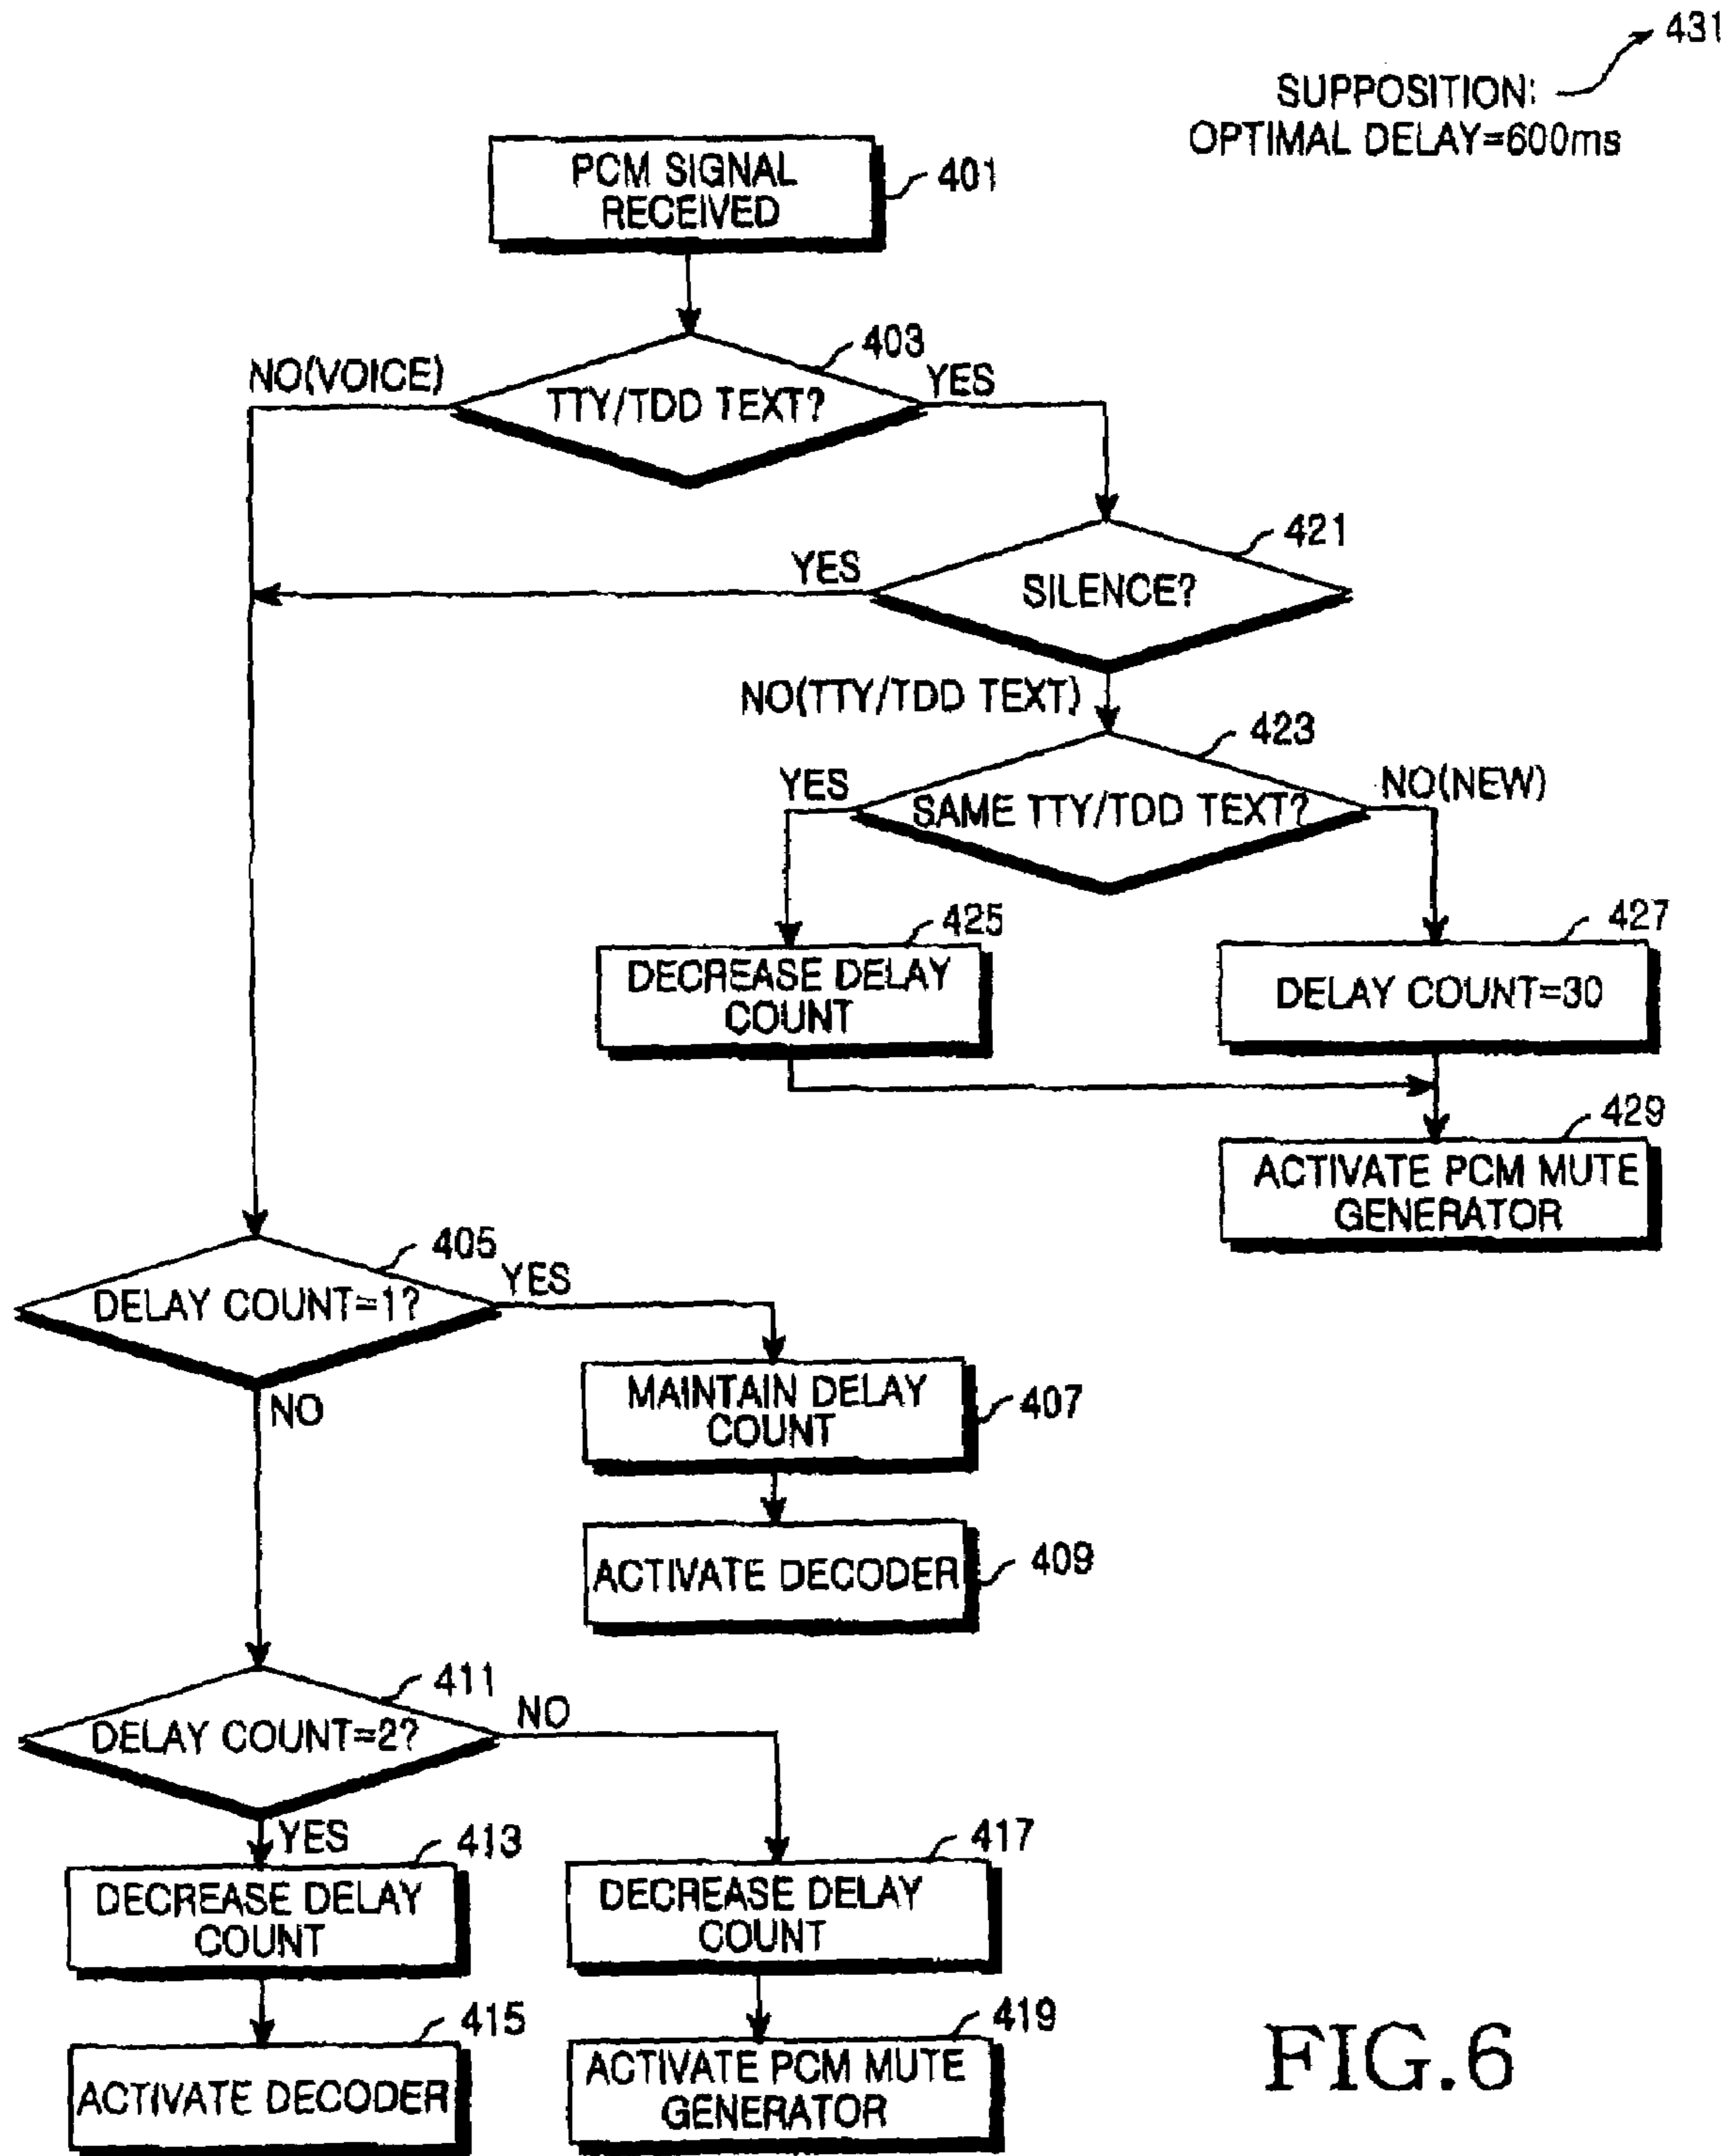 431
SUPPOSITION:
OPTIMAL DELAY=600ms
PCM SIGNAL
RECEIVED
401
403
NO(VOICE)
TTY/TDD TEXT?
YES
421
YES
SILENCE?
NO(TTY/TDD TEXT)
423
YES
SAME TTY/TDD TEXT?
NO(NEW)
425
DECREASE DELAY
COUNT
427
DELAY COUNT=30
429
ACTIVATE PCM MUTE
GENERATOR
405
DELAY COUNT=1?
YES
NO
MAINTAIN DELAY
COUNT
407
ACTIVATE DECODER
409
411
DELAY COUNT=2?
NO
YES
413
DECREASE DELAY
COUNT
417
DECREASE DELAY
COUNT
415
ACTIVATE DECODER
419
ACTIVATE PCM MUTE
GENERATOR
FIG.6